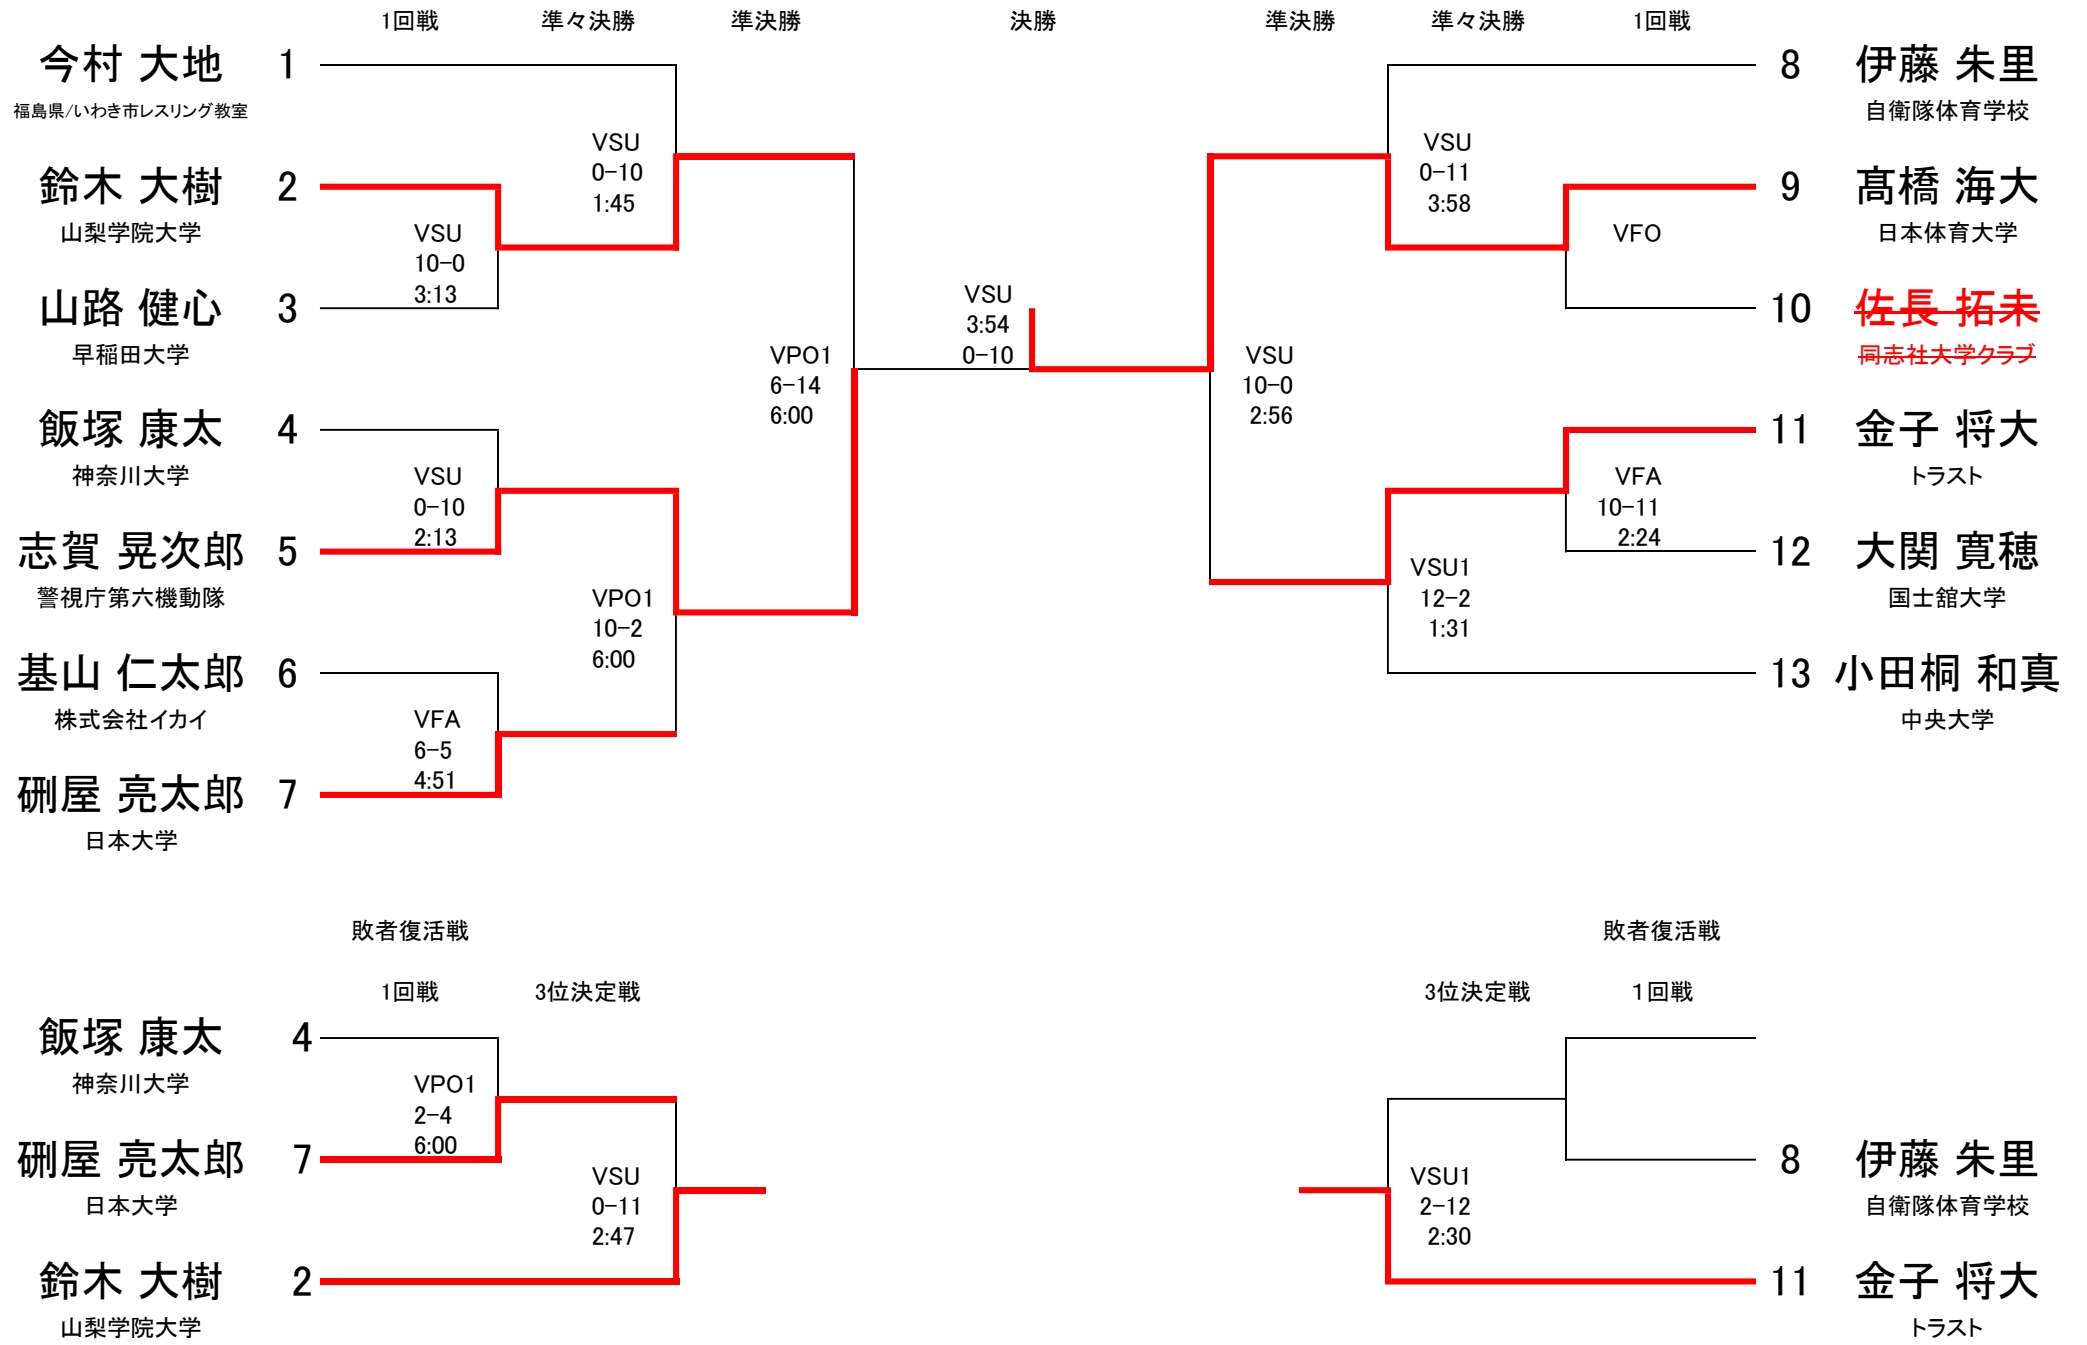 1回戦 準々決勝 準決勝 決勝 準決勝 準々決勝 1回戦
今村 大地 1
福島県/いわき市レスリング教室
VSU
0-10
1:45
鈴木 大樹 2
山梨学院大学
VSU
10-0
3:13
山路 健心 3
早稲田大学
VPO1
6-14
6:00
飯塚 康太 4
神奈川大学
VSU
0-10
2:13
志賀 晃次郎 5
警視庁第六機動隊
VPO1
10-2
6:00
基山 仁太郎 6
株式会社イカイ
VFA
6-5
4:51
硎屋 亮太郎 7
日本大学
VSU
3:54
0-10
8 伊藤 朱里
自衛隊体育学校
VSU
0-11
3:58
9 髙橋 海大
日本体育大学
VFO
10 佐長 拓未
同志社大学クラブ
VSU
10-0
2:56
11 金子 将大
トラスト
VFA
10-11
2:24
12 大関 寛穂
国士舘大学
VSU1
12-2
1:31
13 小田桐 和真
中央大学
敗者復活戦 敗者復活戦
1回戦 3位決定戦 3位決定戦 1回戦
飯塚 康太 4
神奈川大学
VPO1
2-4
6:00
硎屋 亮太郎 7
日本大学
VSU
0-11
2:47
鈴木 大樹 2
山梨学院大学
8 伊藤 朱里
自衛隊体育学校
VSU1
2-12
2:30
11 金子 将大
トラスト